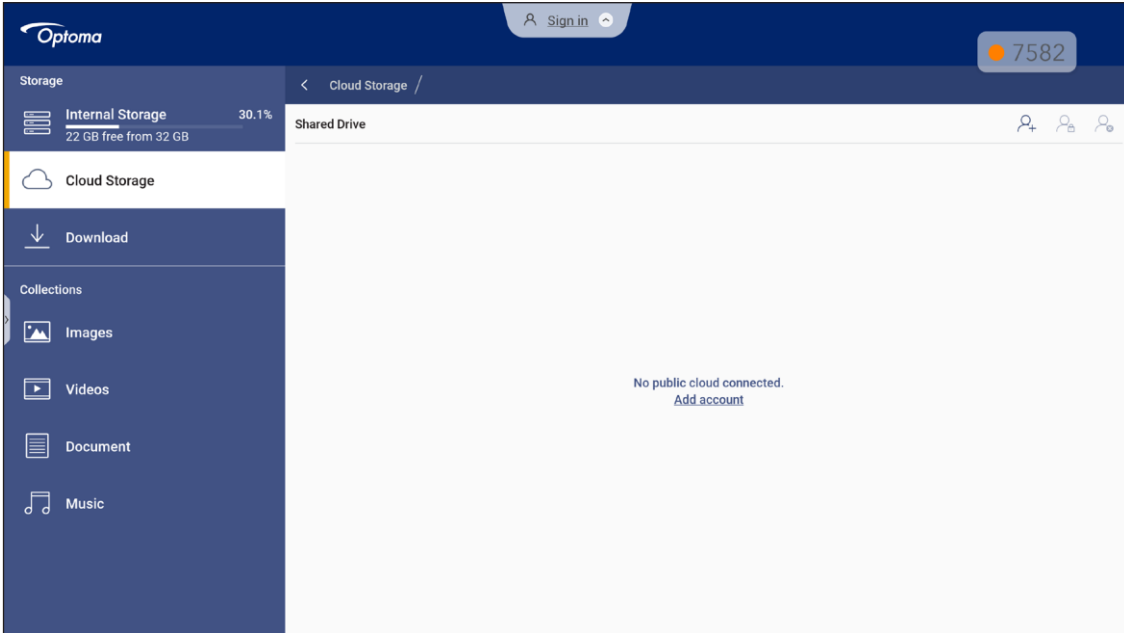 Optoma
Sign in
7582
Storage
Internal Storage 30.1%
22 GB free from 32 GB
Cloud Storage
Download
Collections
Images
Videos
Document
Music
Cloud Storage /
Shared Drive
No public cloud connected.
Add account